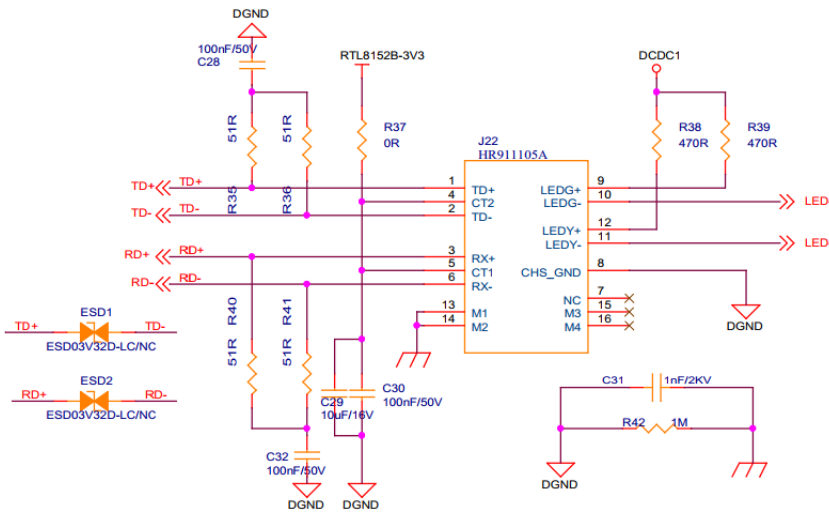 DGND
100nF/50V
C28
RTL8152B-3V3
DCDC1
51R
51R
R37
0R
R38
470R
R39
470R
J22
HR911105A
TD+ TD+
R35
R36
1 TD+
4 CT2
2 TD-
TD- TD-
LEDG+ 9
LEDG- 10
LED
LEDY+ 12
LEDY- 11
LED
RD+ RD+
3 RX+
5 CT1
6 RX-
RD- RD-
CHS_GND 8
NC 7
M3 15
M4 16
DGND
13 M1
14 M2
R40
R41
51R
51R
ESD1
TD+ TD-
ESD03V32D-LC/NC
ESD2
RD+ RD-
ESD03V32D-LC/NC
C30
100nF/50V
C29
10uF/16V
C32
100nF/50V
DGND
DGND
C31 1nF/2KV
R42 1M
DGND